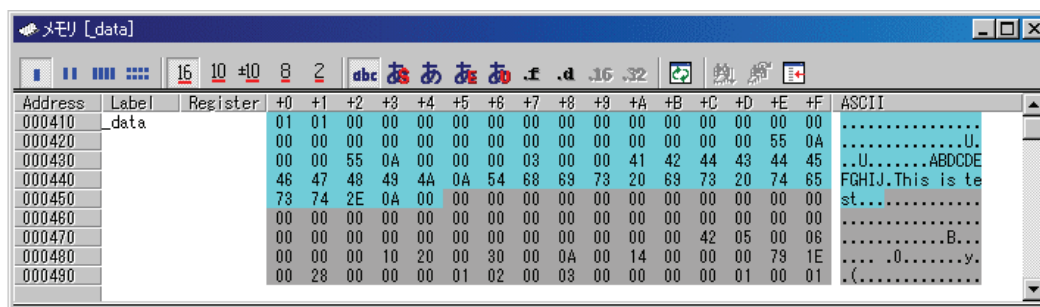 メモリ [_data]
16 10 ±10 8 2 abc あS あ あE あD .f .d .16 .32
Address Label Register +0 +1 +2 +3 +4 +5 +6 +7 +8 +9 +A +B +C +D +E +F ASCII
000410 _data 01 01 00 00 00 00 00 00 00 00 00 00 00 00 00 00 ................
000420 00 00 00 00 00 00 00 00 00 00 00 00 00 00 55 0A ..............U.
000430 00 00 55 0A 00 00 00 03 00 00 41 42 44 43 44 45 ..U.......ABDCDE
000440 46 47 48 49 4A 0A 54 68 69 73 20 69 73 20 74 65 FGHIJ.This is te
000450 73 74 2E 0A 00 00 00 00 00 00 00 00 00 00 00 00 st..............
000460 00 00 00 00 00 00 00 00 00 00 00 00 00 00 00 00 ................
000470 00 00 00 00 00 00 00 00 00 00 00 00 42 05 00 06 ............B...
000480 00 00 00 10 20 00 30 00 0A 00 14 00 00 00 79 1E .... .0.......y.
000490 00 28 00 00 00 01 02 00 03 00 00 00 00 01 00 01 .(..............